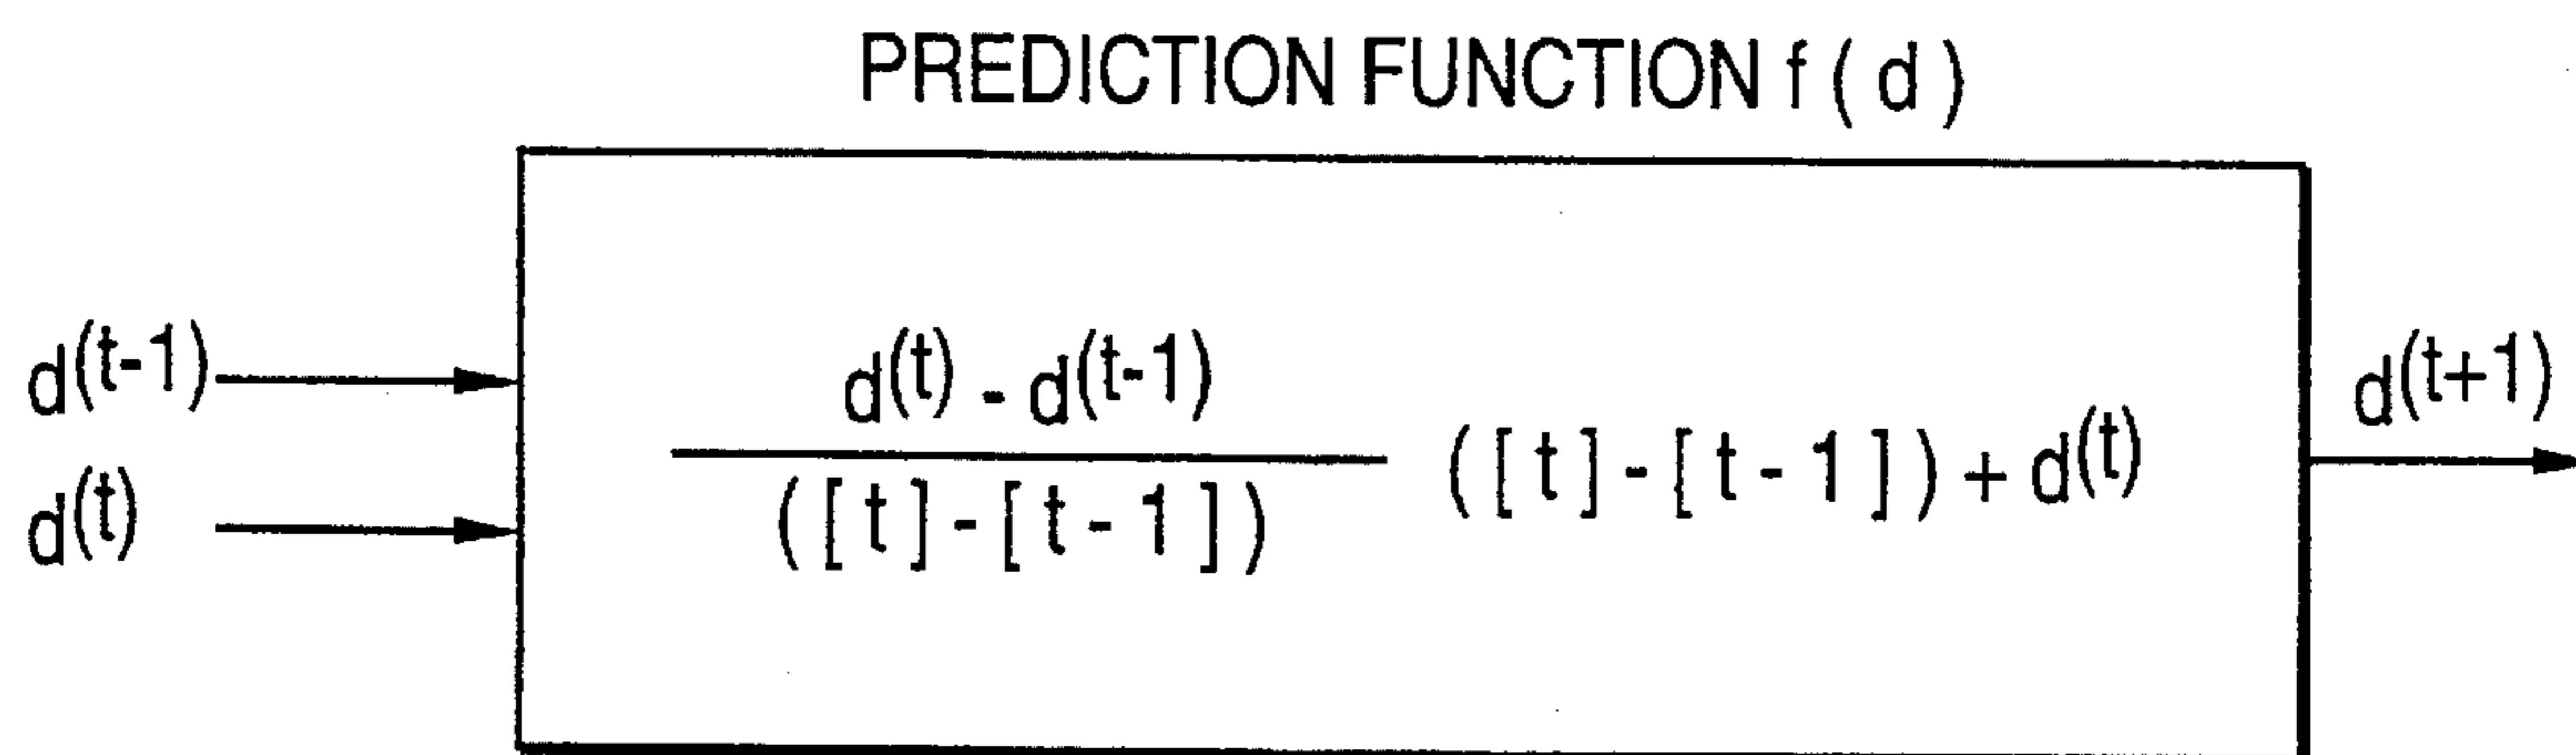 PREDICTION FUNCTION f ( d )
d(t-1)
d(t)
d(t) - d(t-1)
( [ t ] - [ t - 1 ] )
( [ t ] - [ t - 1 ] ) + d(t)
d(t+1)